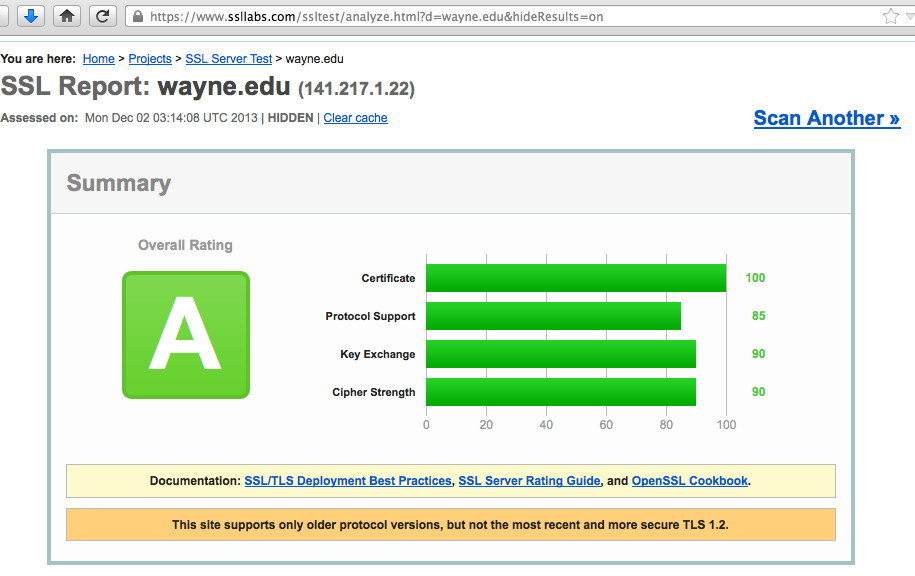 https://www.ssllabs.com/ssltest/analyze.html?d=wayne.edu&hideResults=on
You are here: Home > Projects > SSL Server Test > wayne.edu
SSL Report: wayne.edu (141.217.1.22)
Assessed on: Mon Dec 02 03:14:08 UTC 2013 | HIDDEN | Clear cache
Scan Another »
Summary
Overall Rating
A
Certificate 100
Protocol Support 85
Key Exchange 90
Cipher Strength 90
0 20 40 60 80 100
Documentation: SSL/TLS Deployment Best Practices, SSL Server Rating Guide, and OpenSSL Cookbook.
This site supports only older protocol versions, but not the most recent and more secure TLS 1.2.